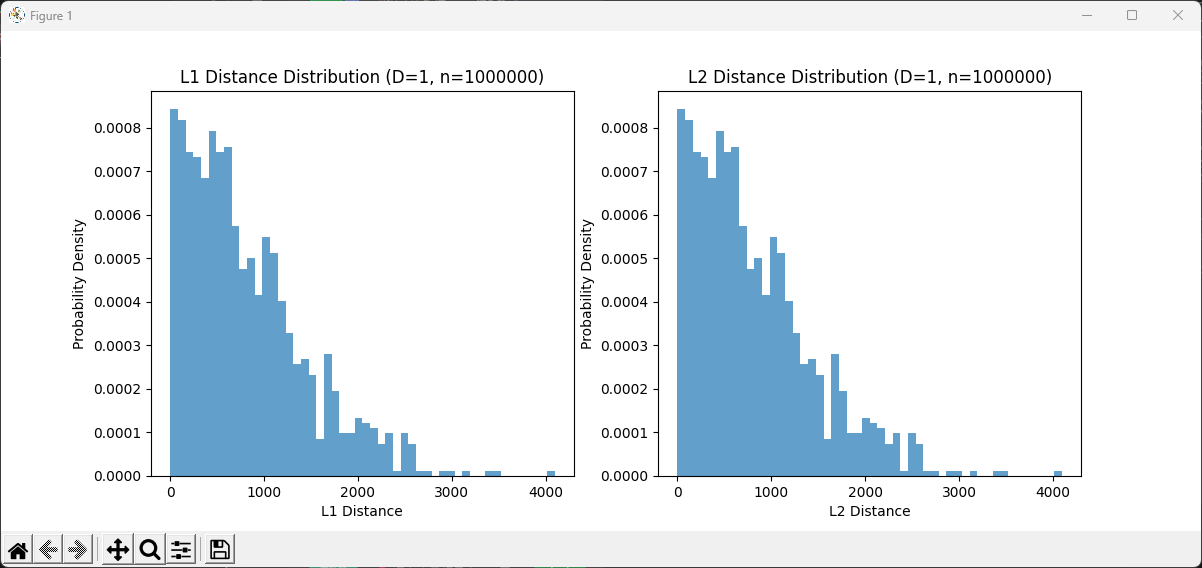 Figure 1
L1 Distance Distribution (D=1, n=1000000)
0.0008
0.0007
0.0006
0.0005
0.0004
0.0003
0.0002
0.0001
0.0000
Probability Density
0 1000 2000 3000 4000
L1 Distance
L2 Distance Distribution (D=1, n=1000000)
0.0008
0.0007
0.0006
0.0005
0.0004
0.0003
0.0002
0.0001
0.0000
Probability Density
0 1000 2000 3000 4000
L2 Distance